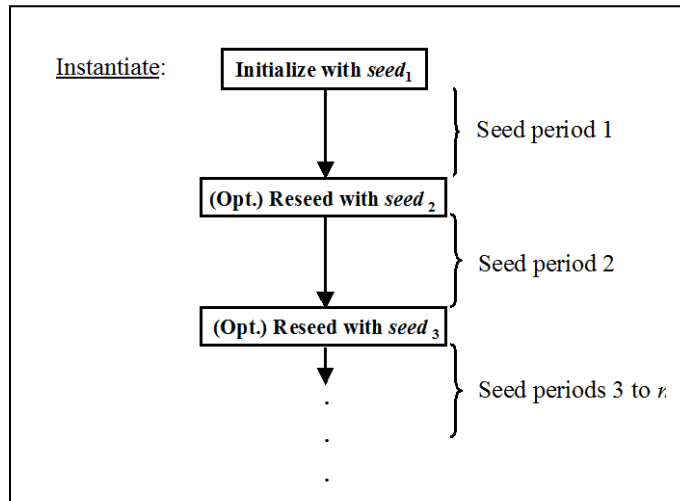 Instantiate:
Initialize with seed₁
Seed period 1
(Opt.) Reseed with seed ₂
Seed period 2
(Opt.) Reseed with seed ₃
Seed periods 3 to n
.
.
.